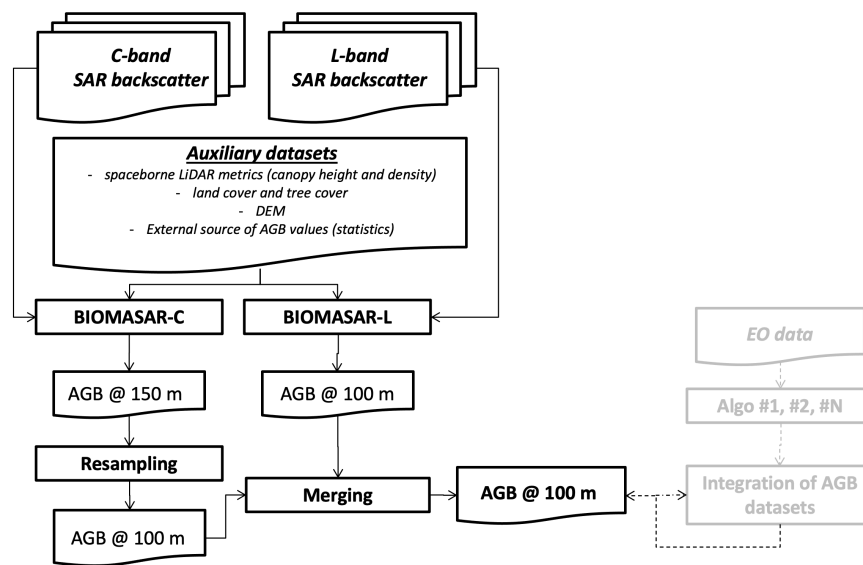 C-band
SAR backscatter
L-band
SAR backscatter
Auxiliary datasets
- spaceborne LiDAR metrics (canopy height and density)
- land cover and tree cover
- DEM
- External source of AGB values (statistics)
BIOMASAR-C
BIOMASAR-L
EO data
AGB @ 150 m
AGB @ 100 m
Algo #1, #2, #N
Resampling
Merging
AGB @ 100 m
Integration of AGB
datasets
AGB @ 100 m